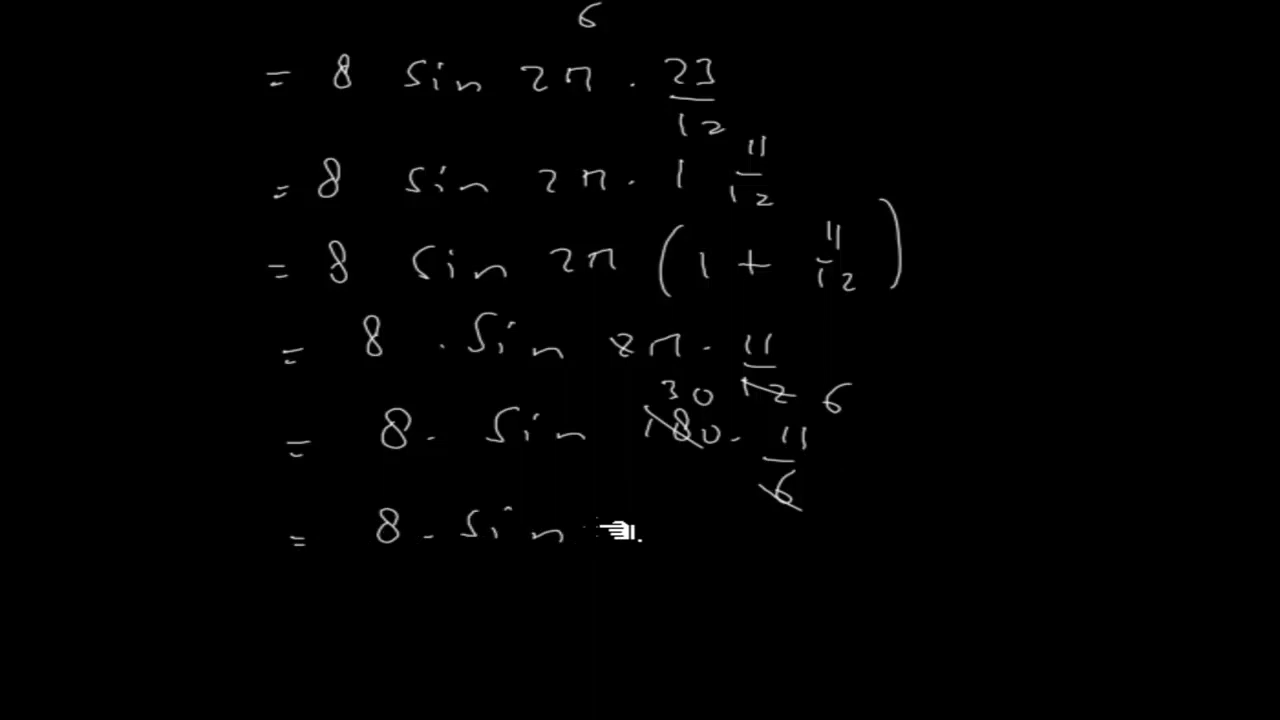 6
= 8 sin 2π · 23/12
= 8 sin 2π · 1 11/12
= 8 sin 2π (1 + 11/12)
= 8 · sin 2π · 11/12 6
= 8 · sin 180 30 · 11/6
= 8 · sin